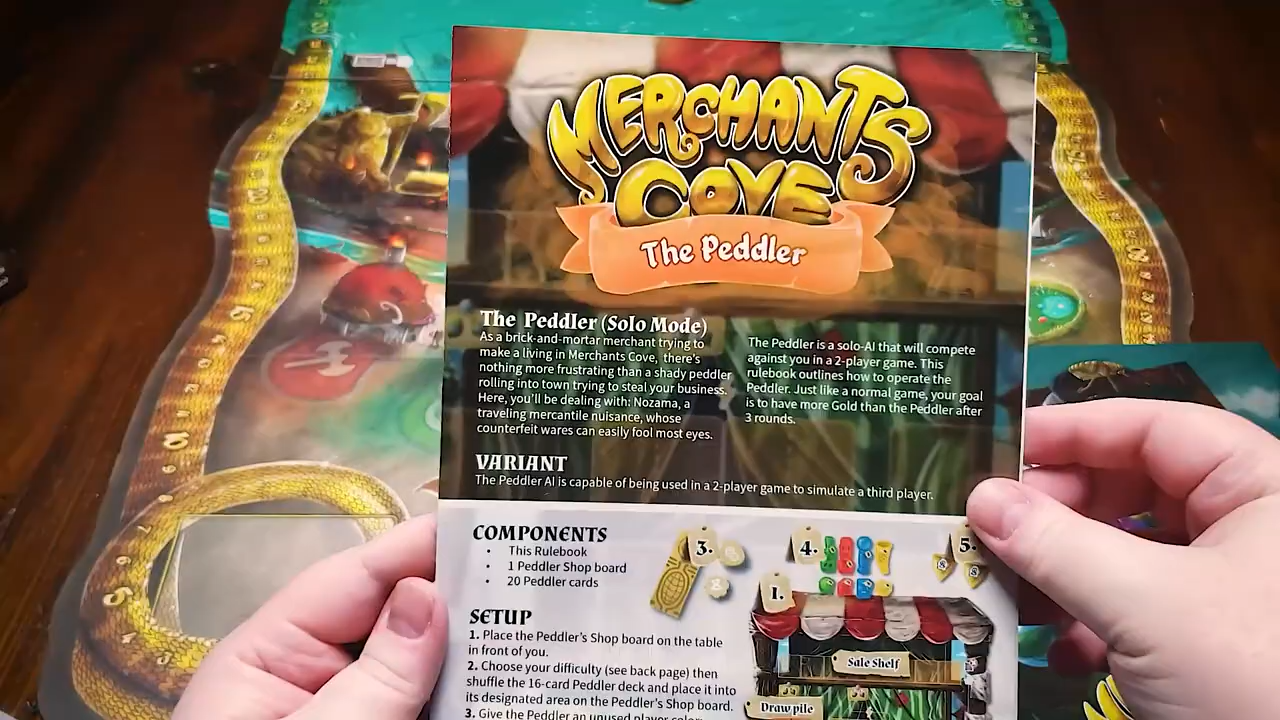 MERCHANTS
COVE
The Peddler
The Peddler (Solo Mode)
As a brick-and-mortar merchant trying to
make a living in Merchants Cove, there's
nothing more frustrating than a shady peddler
rolling into town trying to steal your business.
Here, you'll be dealing with: Nozama, a
traveling mercantile nuisance, whose
counterfeit wares can easily fool most eyes.
The Peddler is a solo-AI that will compete
against you in a 2-player game. This
rulebook outlines how to operate the
Peddler. Just like a normal game, your goal
is to have more Gold than the Peddler after
3 rounds.
VARIANT
The Peddler AI is capable of being used in a 2-player game to simulate a third player.
COMPONENTS
• This Rulebook
• 1 Peddler Shop board
• 20 Peddler cards
SETUP
1. Place the Peddler's Shop board on the table
in front of you.
2. Choose your difficulty (see back page) then
shuffle the 16-card Peddler deck and place it into
its designated area on the Peddler's Shop board.
3. Give the Peddler an unused player color
3.
4.
5.
1.
Sale Shelf
Draw pile